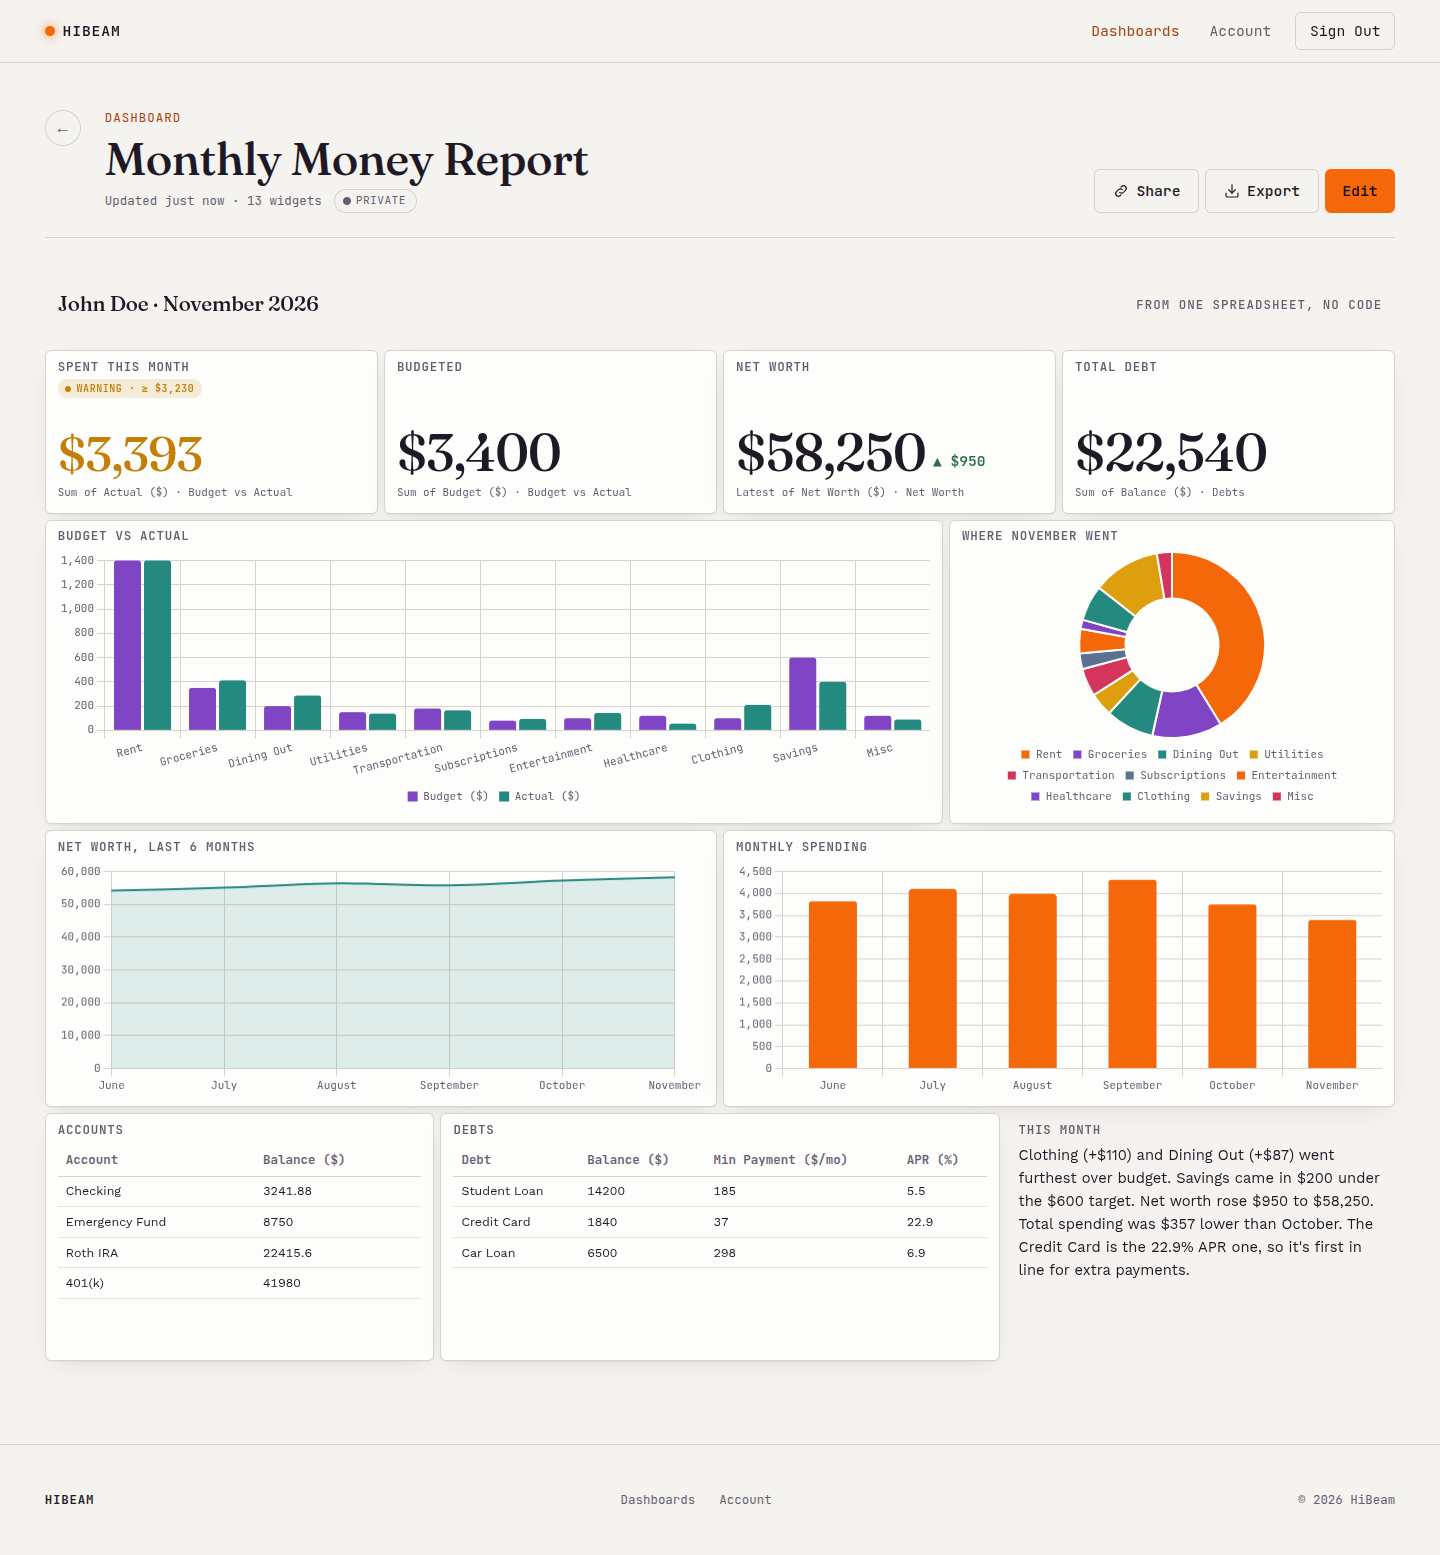 HIBEAM
Dashboards Account Sign Out
←
DASHBOARD
Monthly Money Report
Updated just now · 13 widgets PRIVATE
Share Export Edit
John Doe · November 2026
FROM ONE SPREADSHEET, NO CODE
SPENT THIS MONTH
WARNING · ≥ $3,230
$3,393
Sum of Actual ($) · Budget vs Actual
BUDGETED
$3,400
Sum of Budget ($) · Budget vs Actual
NET WORTH
$58,250 ▲ $950
Latest of Net Worth ($) · Net Worth
TOTAL DEBT
$22,540
Sum of Balance ($) · Debts
BUDGET VS ACTUAL
1,400
1,200
1,000
800
600
400
200
0
Rent Groceries Dining Out Utilities Transportation Subscriptions Entertainment Healthcare Clothing Savings Misc
Budget ($) Actual ($)
WHERE NOVEMBER WENT
Rent Groceries Dining Out Utilities
Transportation Subscriptions Entertainment
Healthcare Clothing Savings Misc
NET WORTH, LAST 6 MONTHS
60,000
50,000
40,000
30,000
20,000
10,000
0
June July August September October November
MONTHLY SPENDING
4,500
4,000
3,500
3,000
2,500
2,000
1,500
1,000
500
0
June July August September October November
ACCOUNTS
Account Balance ($)
Checking 3241.88
Emergency Fund 8750
Roth IRA 22415.6
401(k) 41980
DEBTS
Debt Balance ($) Min Payment ($/mo) APR (%)
Student Loan 14200 185 5.5
Credit Card 1840 37 22.9
Car Loan 6500 298 6.9
THIS MONTH
Clothing (+$110) and Dining Out (+$87) went
furthest over budget. Savings came in $200 under
the $600 target. Net worth rose $950 to $58,250.
Total spending was $357 lower than October. The
Credit Card is the 22.9% APR one, so it's first in
line for extra payments.
HIBEAM
Dashboards Account
© 2026 HiBeam